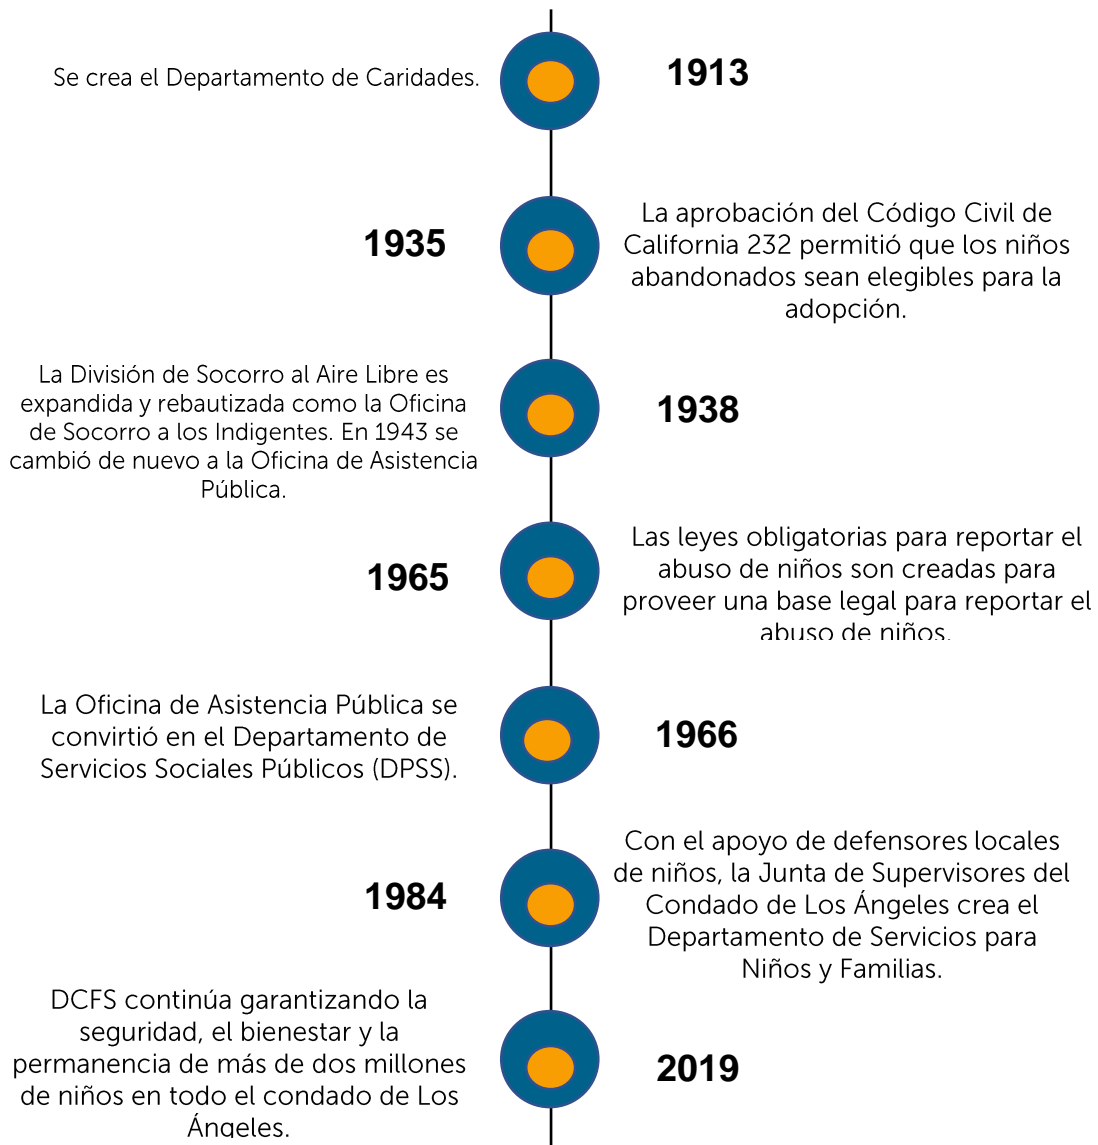 Se crea el Departamento de Caridades.
1913
1935
La aprobación del Código Civil de
California 232 permitió que los niños
abandonados sean elegibles para la
adopción.
La División de Socorro al Aire Libre es
expandida y rebautizada como la Oficina
de Socorro a los Indigentes. En 1943 se
cambió de nuevo a la Oficina de Asistencia
Pública.
1938
1965
Las leyes obligatorias para reportar el
abuso de niños son creadas para
proveer una base legal para reportar el
abuso de niños.
La Oficina de Asistencia Pública se
convirtió en el Departamento de
Servicios Sociales Públicos (DPSS).
1966
1984
Con el apoyo de defensores locales
de niños, la Junta de Supervisores del
Condado de Los Ángeles crea el
Departamento de Servicios para
Niños y Familias.
DCFS continúa garantizando la
seguridad, el bienestar y la
permanencia de más de dos millones
de niños en todo el condado de Los
Ángeles.
2019